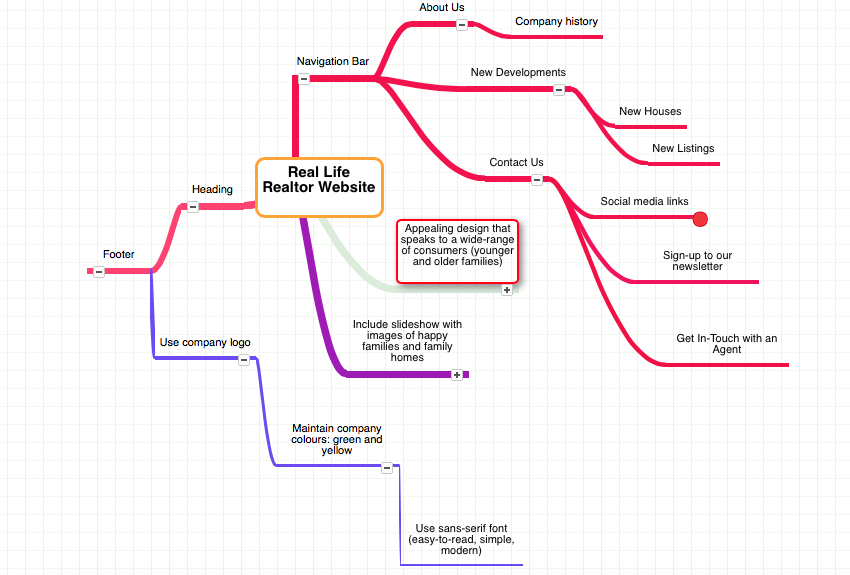 About Us
Company history
Navigation Bar
New Developments
New Houses
New Listings
Contact Us
Real Life
Realtor Website
Heading
Social media links
Appealing design that
speaks to a wide-range
of consumers (younger
and older families)
Footer
Sign-up to our
newsletter
Include slideshow with
images of happy
families and family
homes
Use company logo
Get In-Touch with an
Agent
Maintain company
colours: green and
yellow
Use sans-serif font
(easy-to-read, simple,
modern)